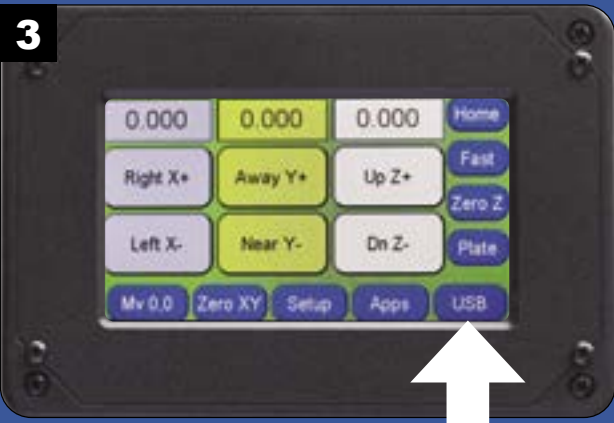 3
0.000 0.000 0.000 Home
Right X+ Away Y+ Up Z+ Fast
Zero Z
Left X- Near Y- Dn Z- Plate
Mv 0,0 Zero XY Setup Apps USB